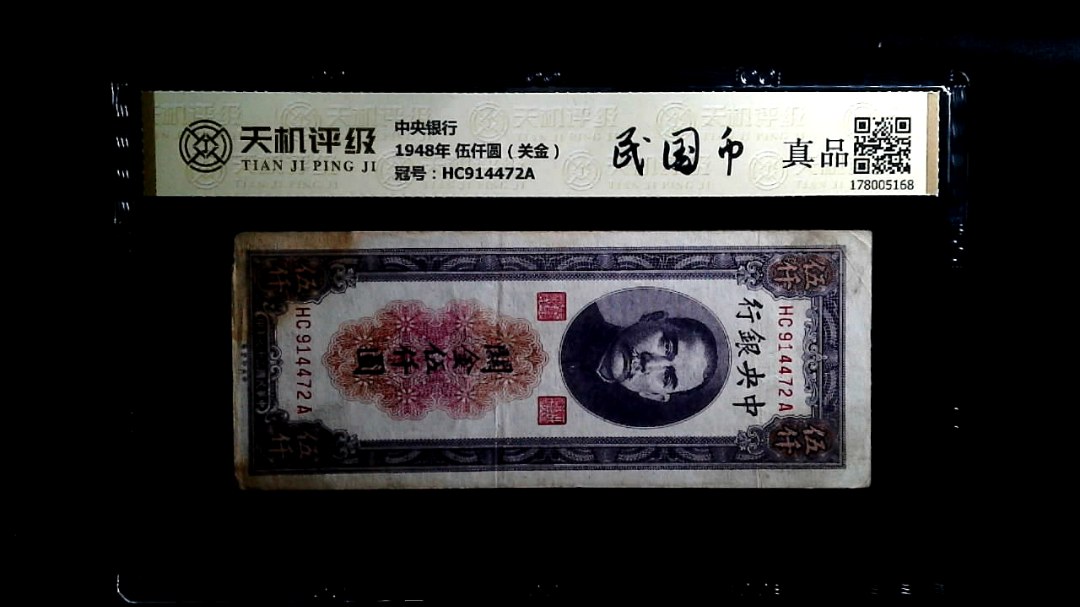 天机评级
TIAN JI PING JI
中央银行
1948年 伍仟圆（关金）
冠号：HC914472A
民国币
真品
178005168
伍仟
伍仟
HC914472A
關金伍仟圓
中央銀行
HC914472A
伍仟
伍仟